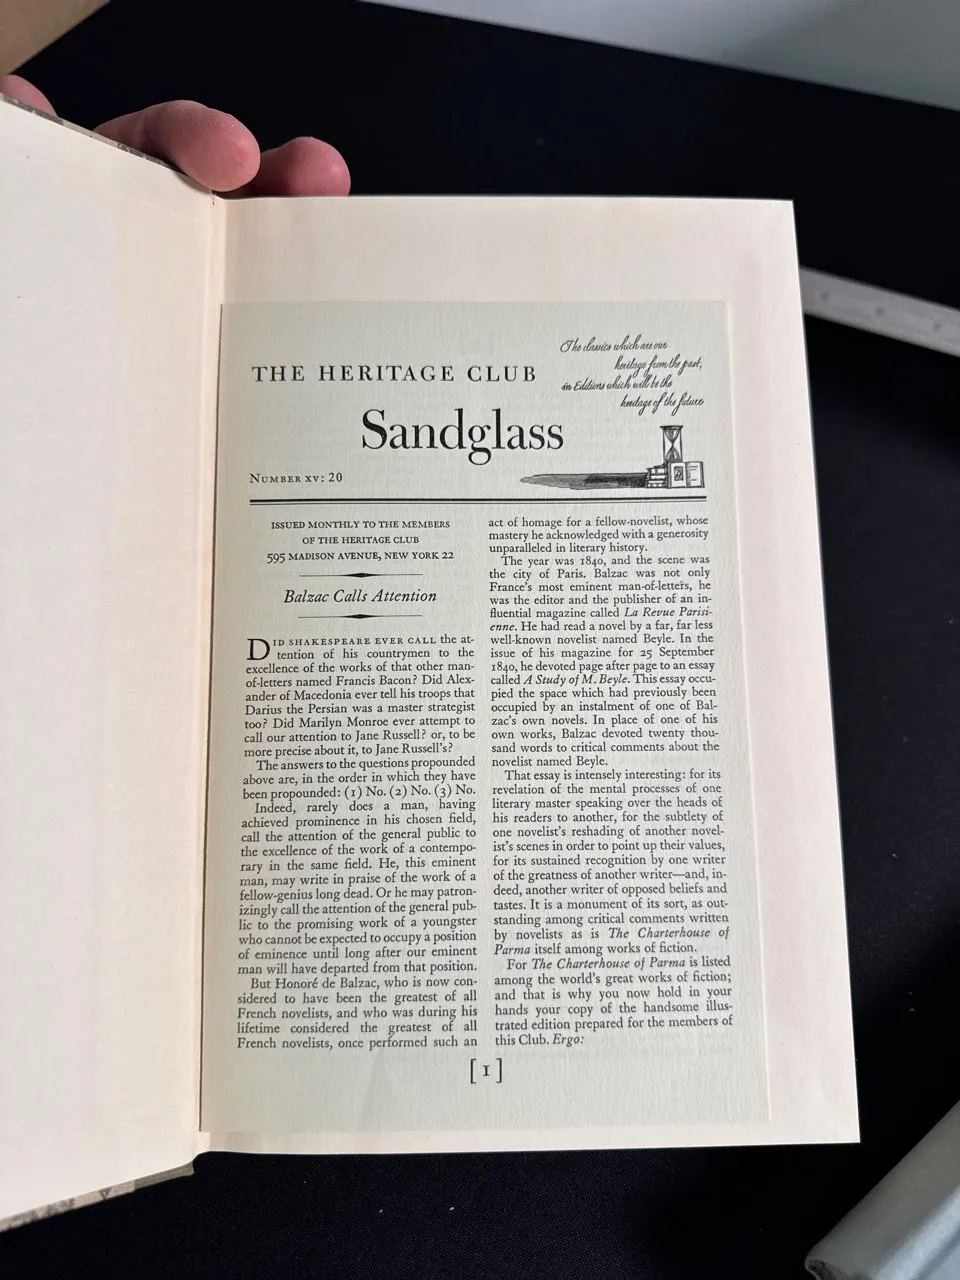 The classics which are our
heritage from the past,
in Editions which will be the
heritage of the future
THE HERITAGE CLUB
Sandglass
NUMBER XV: 20
ISSUED MONTHLY TO THE MEMBERS
OF THE HERITAGE CLUB
595 MADISON AVENUE, NEW YORK 22
Balzac Calls Attention
DID SHAKESPEARE EVER CALL the at-
tention of his countrymen to the
excellence of the works of that other man-
of-letters named Francis Bacon? Did Alex-
ander of Macedonia ever tell his troops that
Darius the Persian was a master strategist
too? Did Marilyn Monroe ever attempt to
call our attention to Jane Russell? or, to be
more precise about it, to Jane Russell's?
The answers to the questions propounded
above are, in the order in which they have
been propounded: (1) No. (2) No. (3) No.
Indeed, rarely does a man, having
achieved prominence in his chosen field,
call the attention of the general public to
the excellence of the work of a contempo-
rary in the same field. He, this eminent
man, may write in praise of the work of a
fellow-genius long dead. Or he may patron-
izingly call the attention of the general pub-
lic to the promising work of a youngster
who cannot be expected to occupy a position
of eminence until long after our eminent
man will have departed from that position.
But Honoré de Balzac, who is now con-
sidered to have been the greatest of all
French novelists, and who was during his
lifetime considered the greatest of all
French novelists, once performed such an
act of homage for a fellow-novelist, whose
mastery he acknowledged with a generosity
unparalleled in literary history.
The year was 1840, and the scene was
the city of Paris. Balzac was not only
France's most eminent man-of-letters, he
was the editor and the publisher of an in-
fluential magazine called La Revue Parisi-
enne. He had read a novel by a far, far less
well-known novelist named Beyle. In the
issue of his magazine for 25 September
1840, he devoted page after page to an essay
called A Study of M. Beyle. This essay occu-
pied the space which had previously been
occupied by an instalment of one of Bal-
zac's own novels. In place of one of his
own works, Balzac devoted twenty thou-
sand words to critical comments about the
novelist named Beyle.
That essay is intensely interesting: for its
revelation of the mental processes of one
literary master speaking over the heads of
his readers to another, for the subtlety of
one novelist's reshading of another novel-
ist's scenes in order to point up their values,
for its sustained recognition by one writer
of the greatness of another writer—and, in-
deed, another writer of opposed beliefs and
tastes. It is a monument of its sort, as out-
standing among critical comments written
by novelists as is The Charterhouse of
Parma itself among works of fiction.
For The Charterhouse of Parma is listed
among the world's great works of fiction;
and that is why you now hold in your
hands your copy of the handsome illus-
trated edition prepared for the members of
this Club. Ergo:
[1]